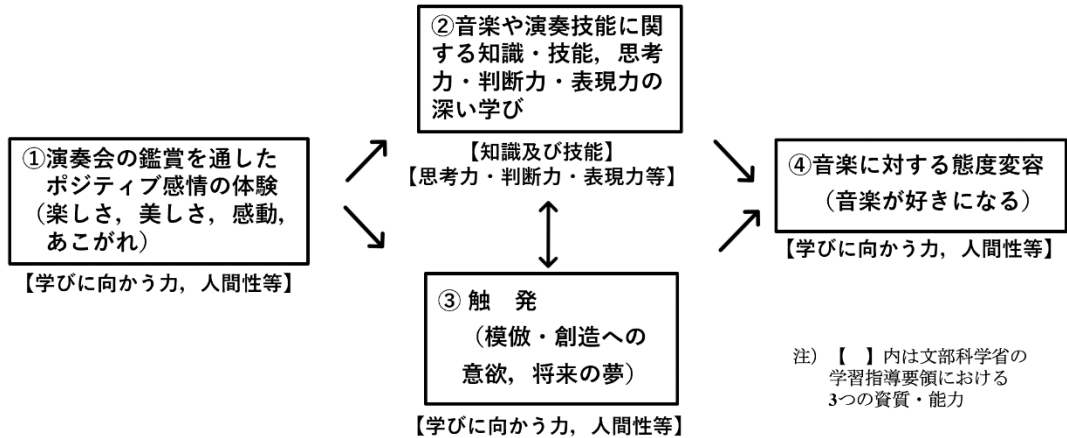 ①演奏会の鑑賞を通した
ポジティブ感情の体験
(楽しさ，美しさ，感動，
あこがれ)
【学びに向かう力，人間性等】
②音楽や演奏技能に関
する知識・技能，思考
力・判断力・表現力の
深い学び
【知識及び技能】
【思考力・判断力・表現力等】
③ 触　発
(模倣・創造への
意欲，将来の夢)
【学びに向かう力，人間性等】
④音楽に対する態度変容
(音楽が好きになる)
【学びに向かう力，人間性等】
注) 【　】内は文部科学省の
学習指導要領における
3つの資質・能力